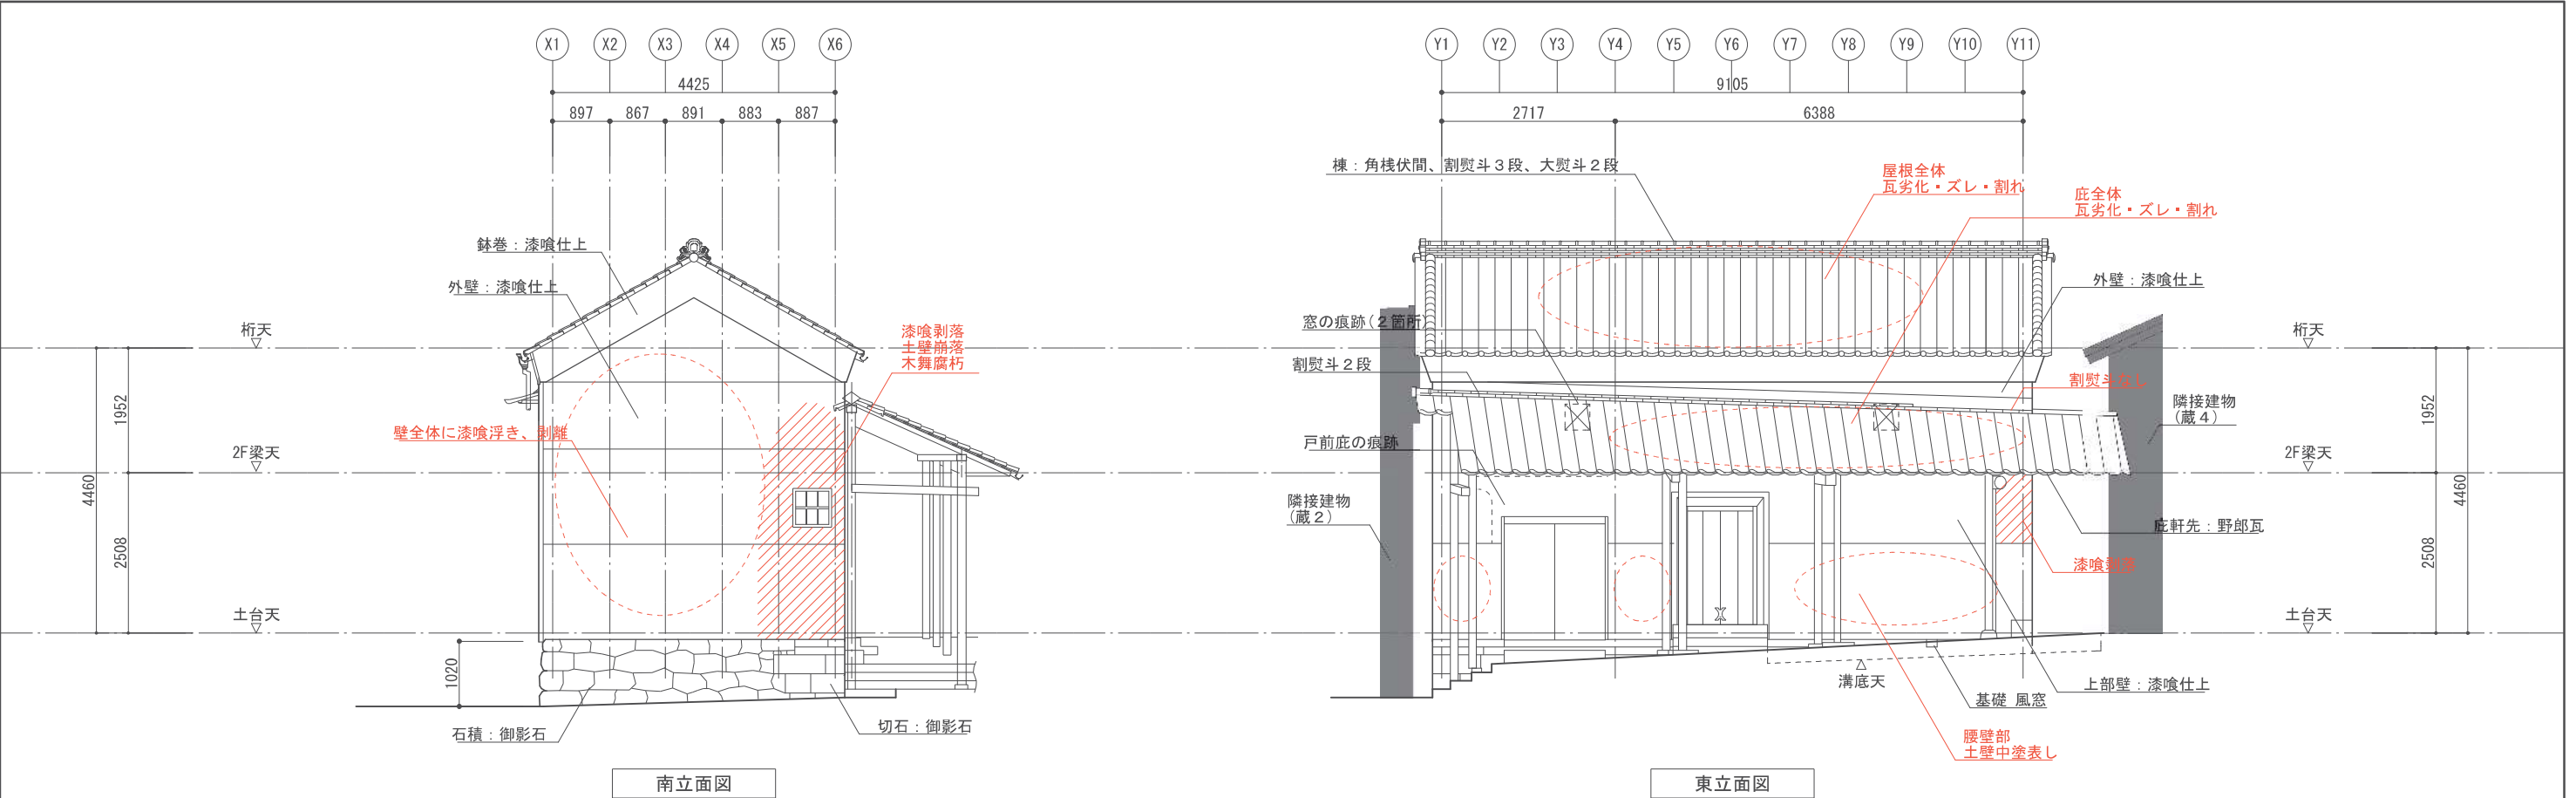 X1 X2 X3 X4 X5 X6
4425
897 867 891 883 887
鉢巻：漆喰仕上
外壁：漆喰仕上
桁天
2F梁天
土台天
1952
2508
4460
1020
漆喰剥落
土壁崩落
木舞腐朽
壁全体に漆喰浮き、剥離
石積：御影石
切石：御影石
南立面図
Y1 Y2 Y3 Y4 Y5 Y6 Y7 Y8 Y9 Y10 Y11
9105
2717 6388
棟：角桟伏間、割熨斗３段、大熨斗２段
屋根全体
瓦劣化・ズレ・割れ
庇全体
瓦劣化・ズレ・割れ
外壁：漆喰仕上
窓の痕跡（２箇所）
割熨斗２段
戸前庇の痕跡
隣接建物
（蔵２）
割熨斗なし
隣接建物
（蔵４）
庇軒先：野郎瓦
漆喰剥落
溝底天
基礎 風窓
上部壁：漆喰仕上
腰壁部
土壁中塗表し
桁天
2F梁天
土台天
1952
2508
4460
東立面図